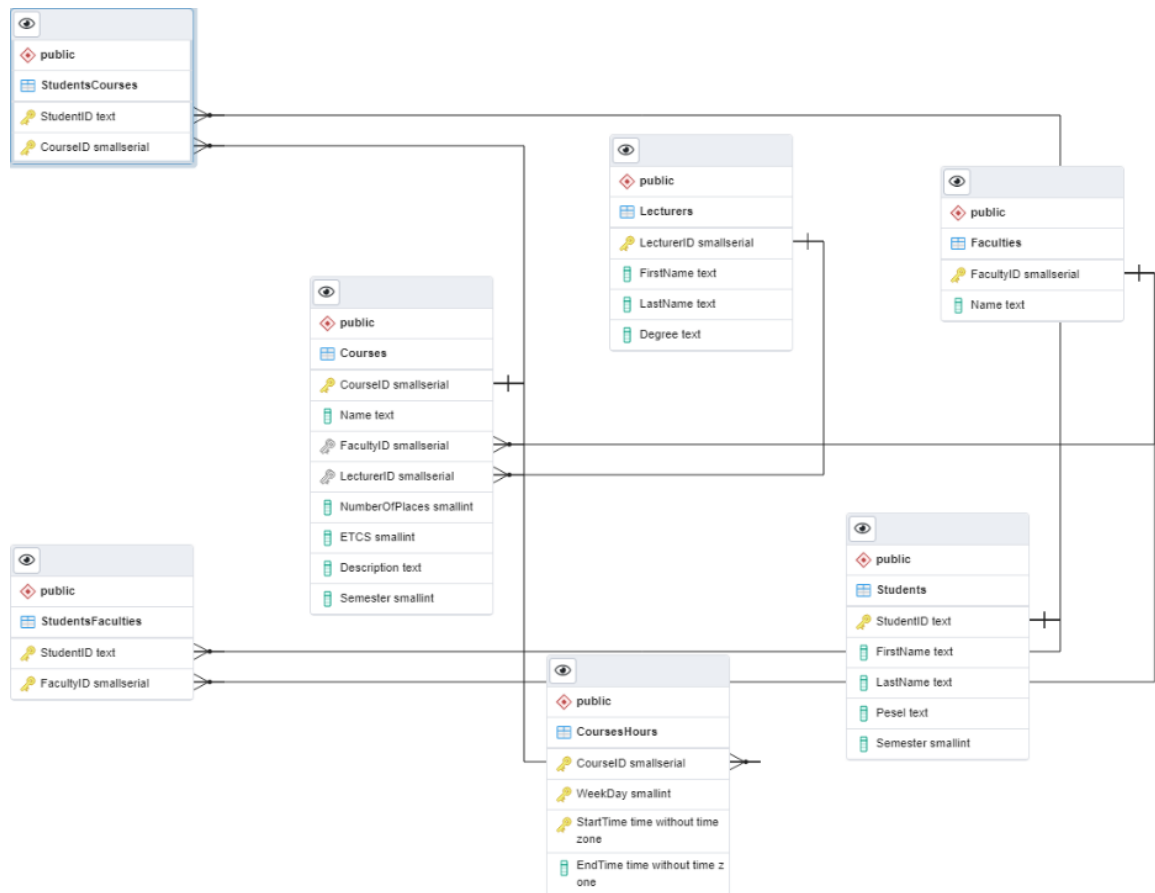 public
StudentsCourses
StudentID text
CourseID smallserial
public
Lecturers
LecturerID smallserial
FirstName text
LastName text
Degree text
public
Faculties
FacultyID smallserial
Name text
public
Courses
CourseID smallserial
Name text
FacultyID smallserial
LecturerID smallserial
NumberOfPlaces smallint
ETCS smallint
Description text
Semester smallint
public
StudentsFaculties
StudentID text
FacultyID smallserial
public
Students
StudentID text
FirstName text
LastName text
Pesel text
Semester smallint
public
CoursesHours
CourseID smallserial
WeekDay smallint
StartTime time without time
zone
EndTime time without time z
one